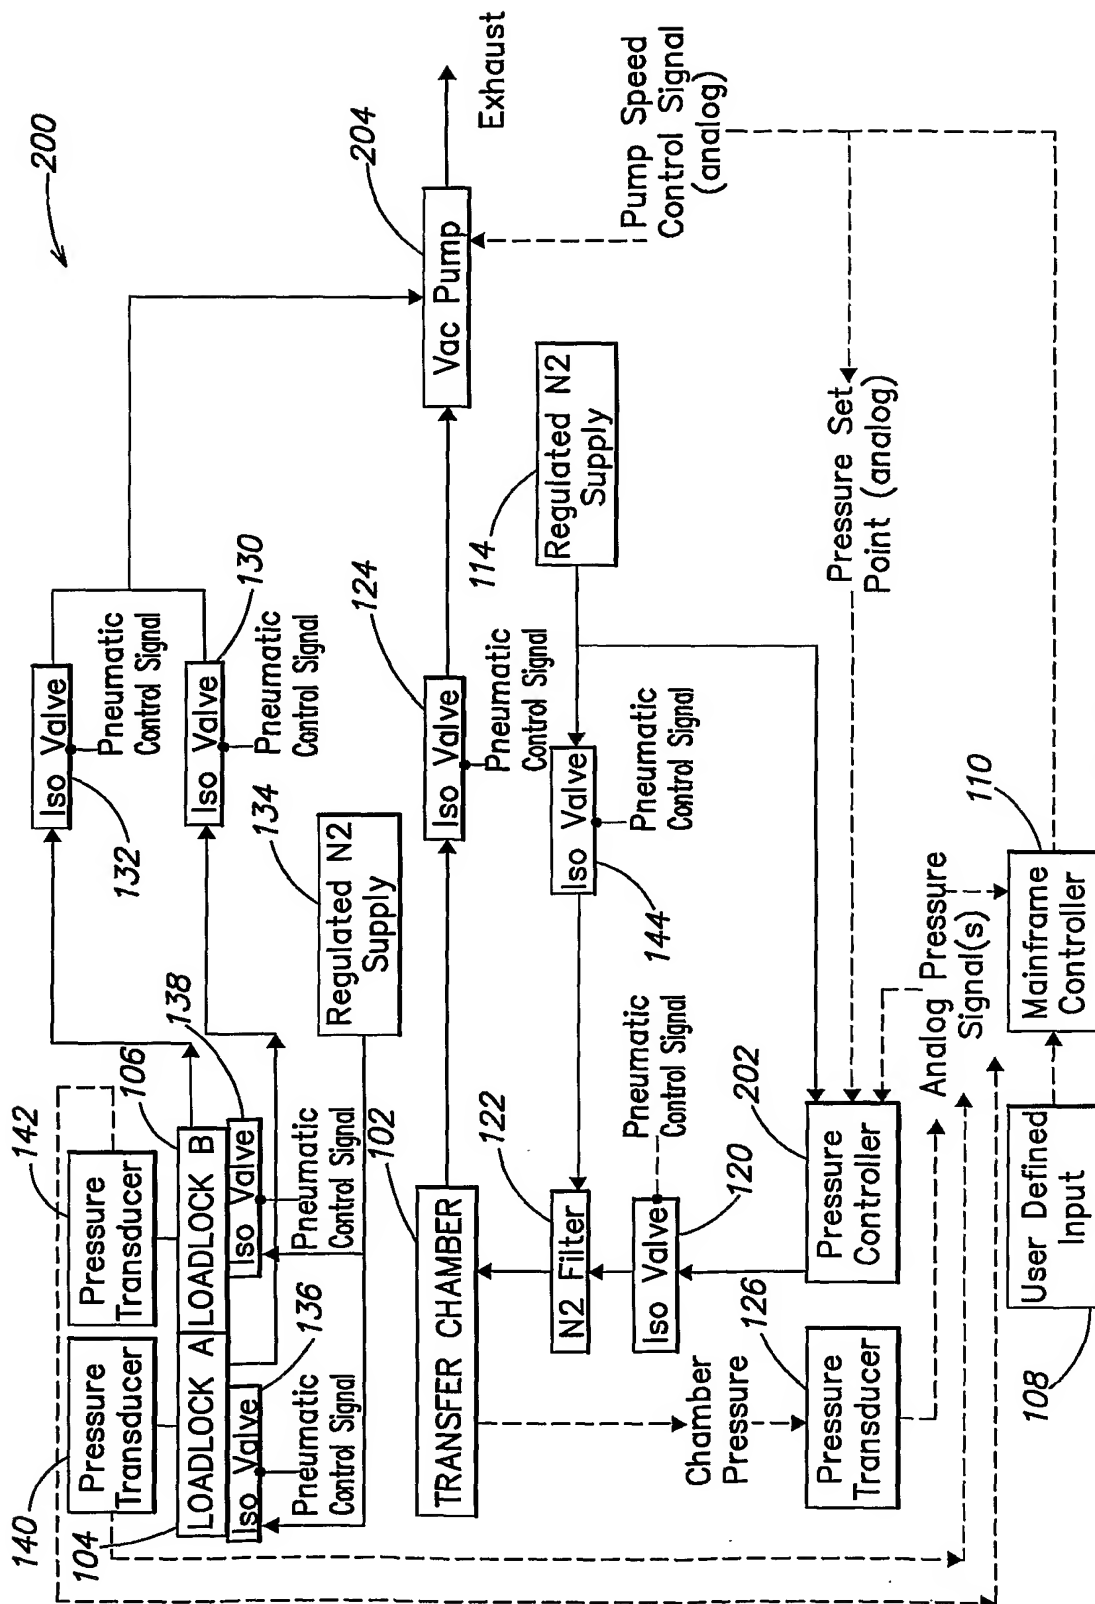 200
142
140
Pressure
Transducer
Pressure
Transducer
106
104
LOADLOCK A
LOADLOCK B
138
136
Iso Valve
Iso Valve
Pneumatic
Control Signal
Pneumatic
Control Signal
132
Iso Valve
Pneumatic
Control Signal
130
Iso Valve
Pneumatic
Control Signal
134
Regulated N2
Supply
102
TRANSFER CHAMBER
124
Iso Valve
Pneumatic
Control Signal
204
Vac Pump
Exhaust
122
N2 Filter
144
Iso Valve
Pneumatic
Control Signal
114
Regulated N2
Supply
Pump Speed
Control Signal
(analog)
120
Iso Valve
Pneumatic
Control Signal
Chamber
Pressure
126
Pressure
Transducer
202
Pressure
Controller
Pressure Set
Point (analog)
Analog Pressure
Signal(s)
108
User Defined
Input
110
Mainframe
Controller